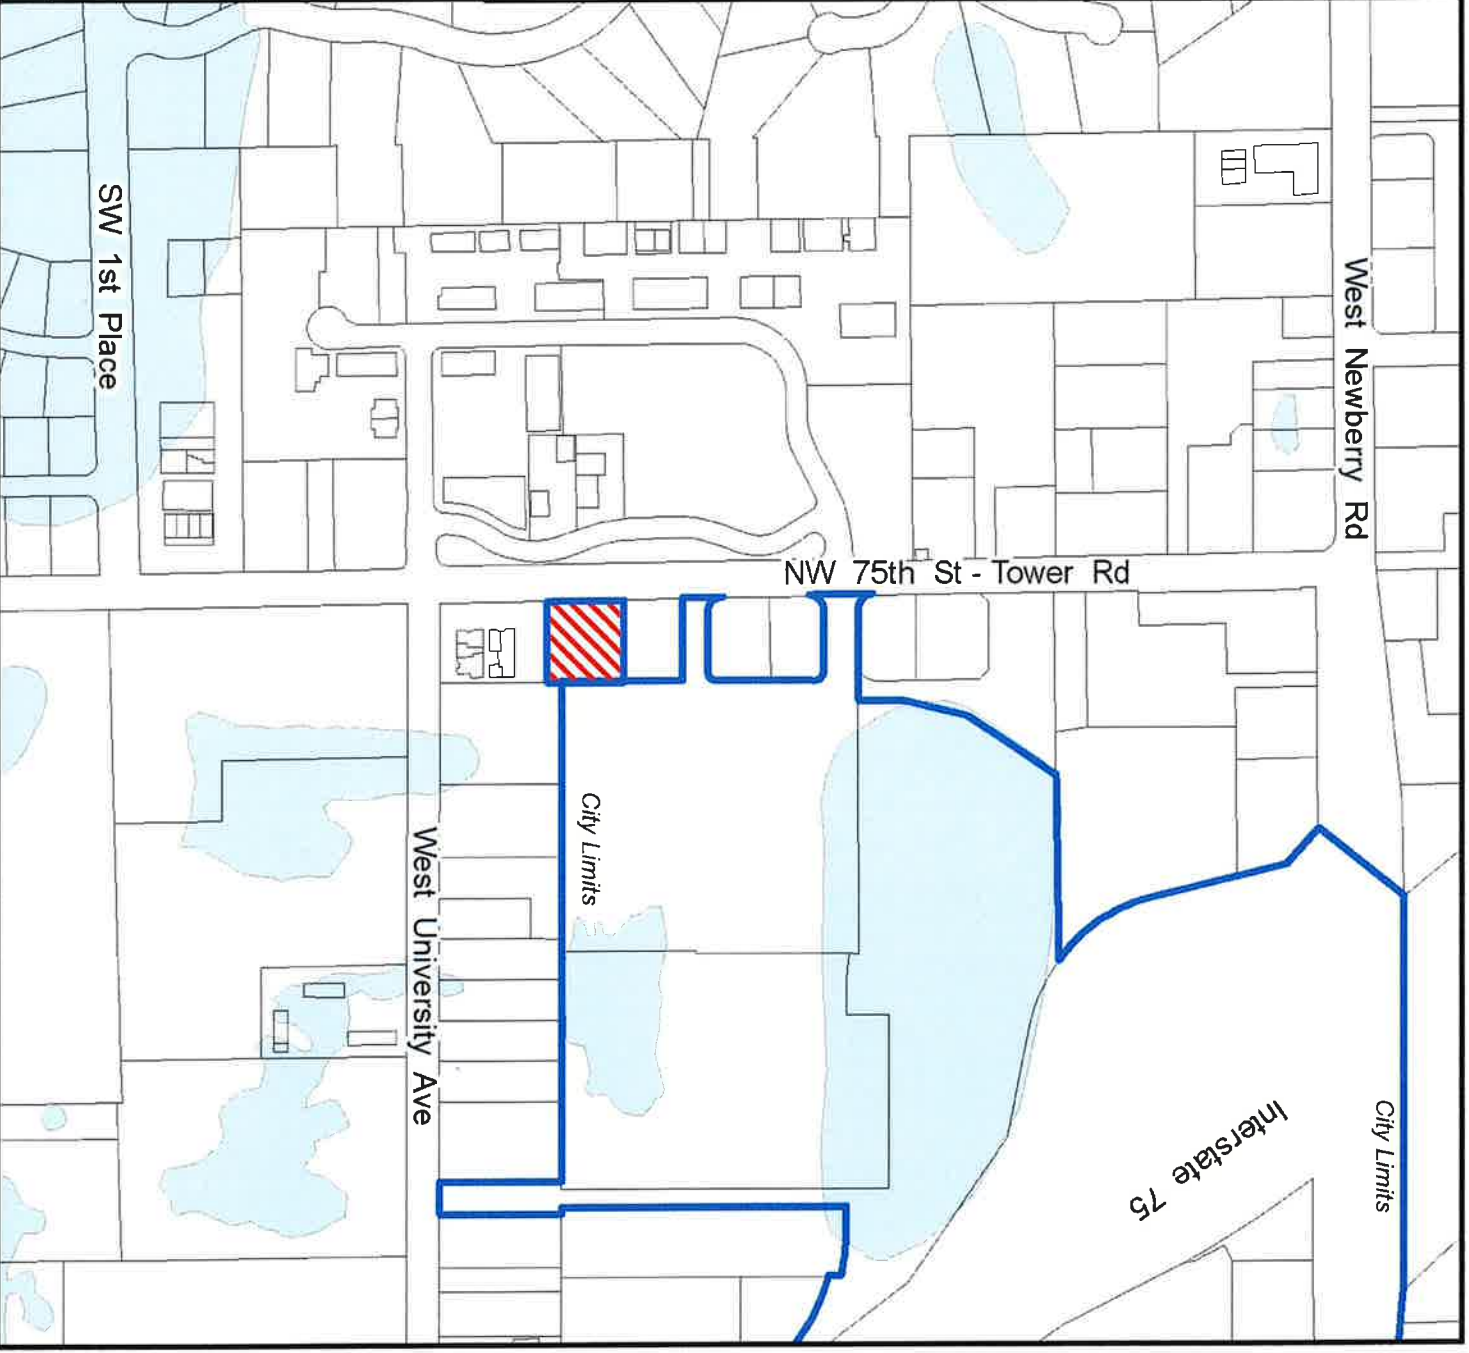 SW 1st Place
West Newberry Rd
NW 75th St - Tower Rd
City Limits
West University Ave
Interstate 75
City Limits